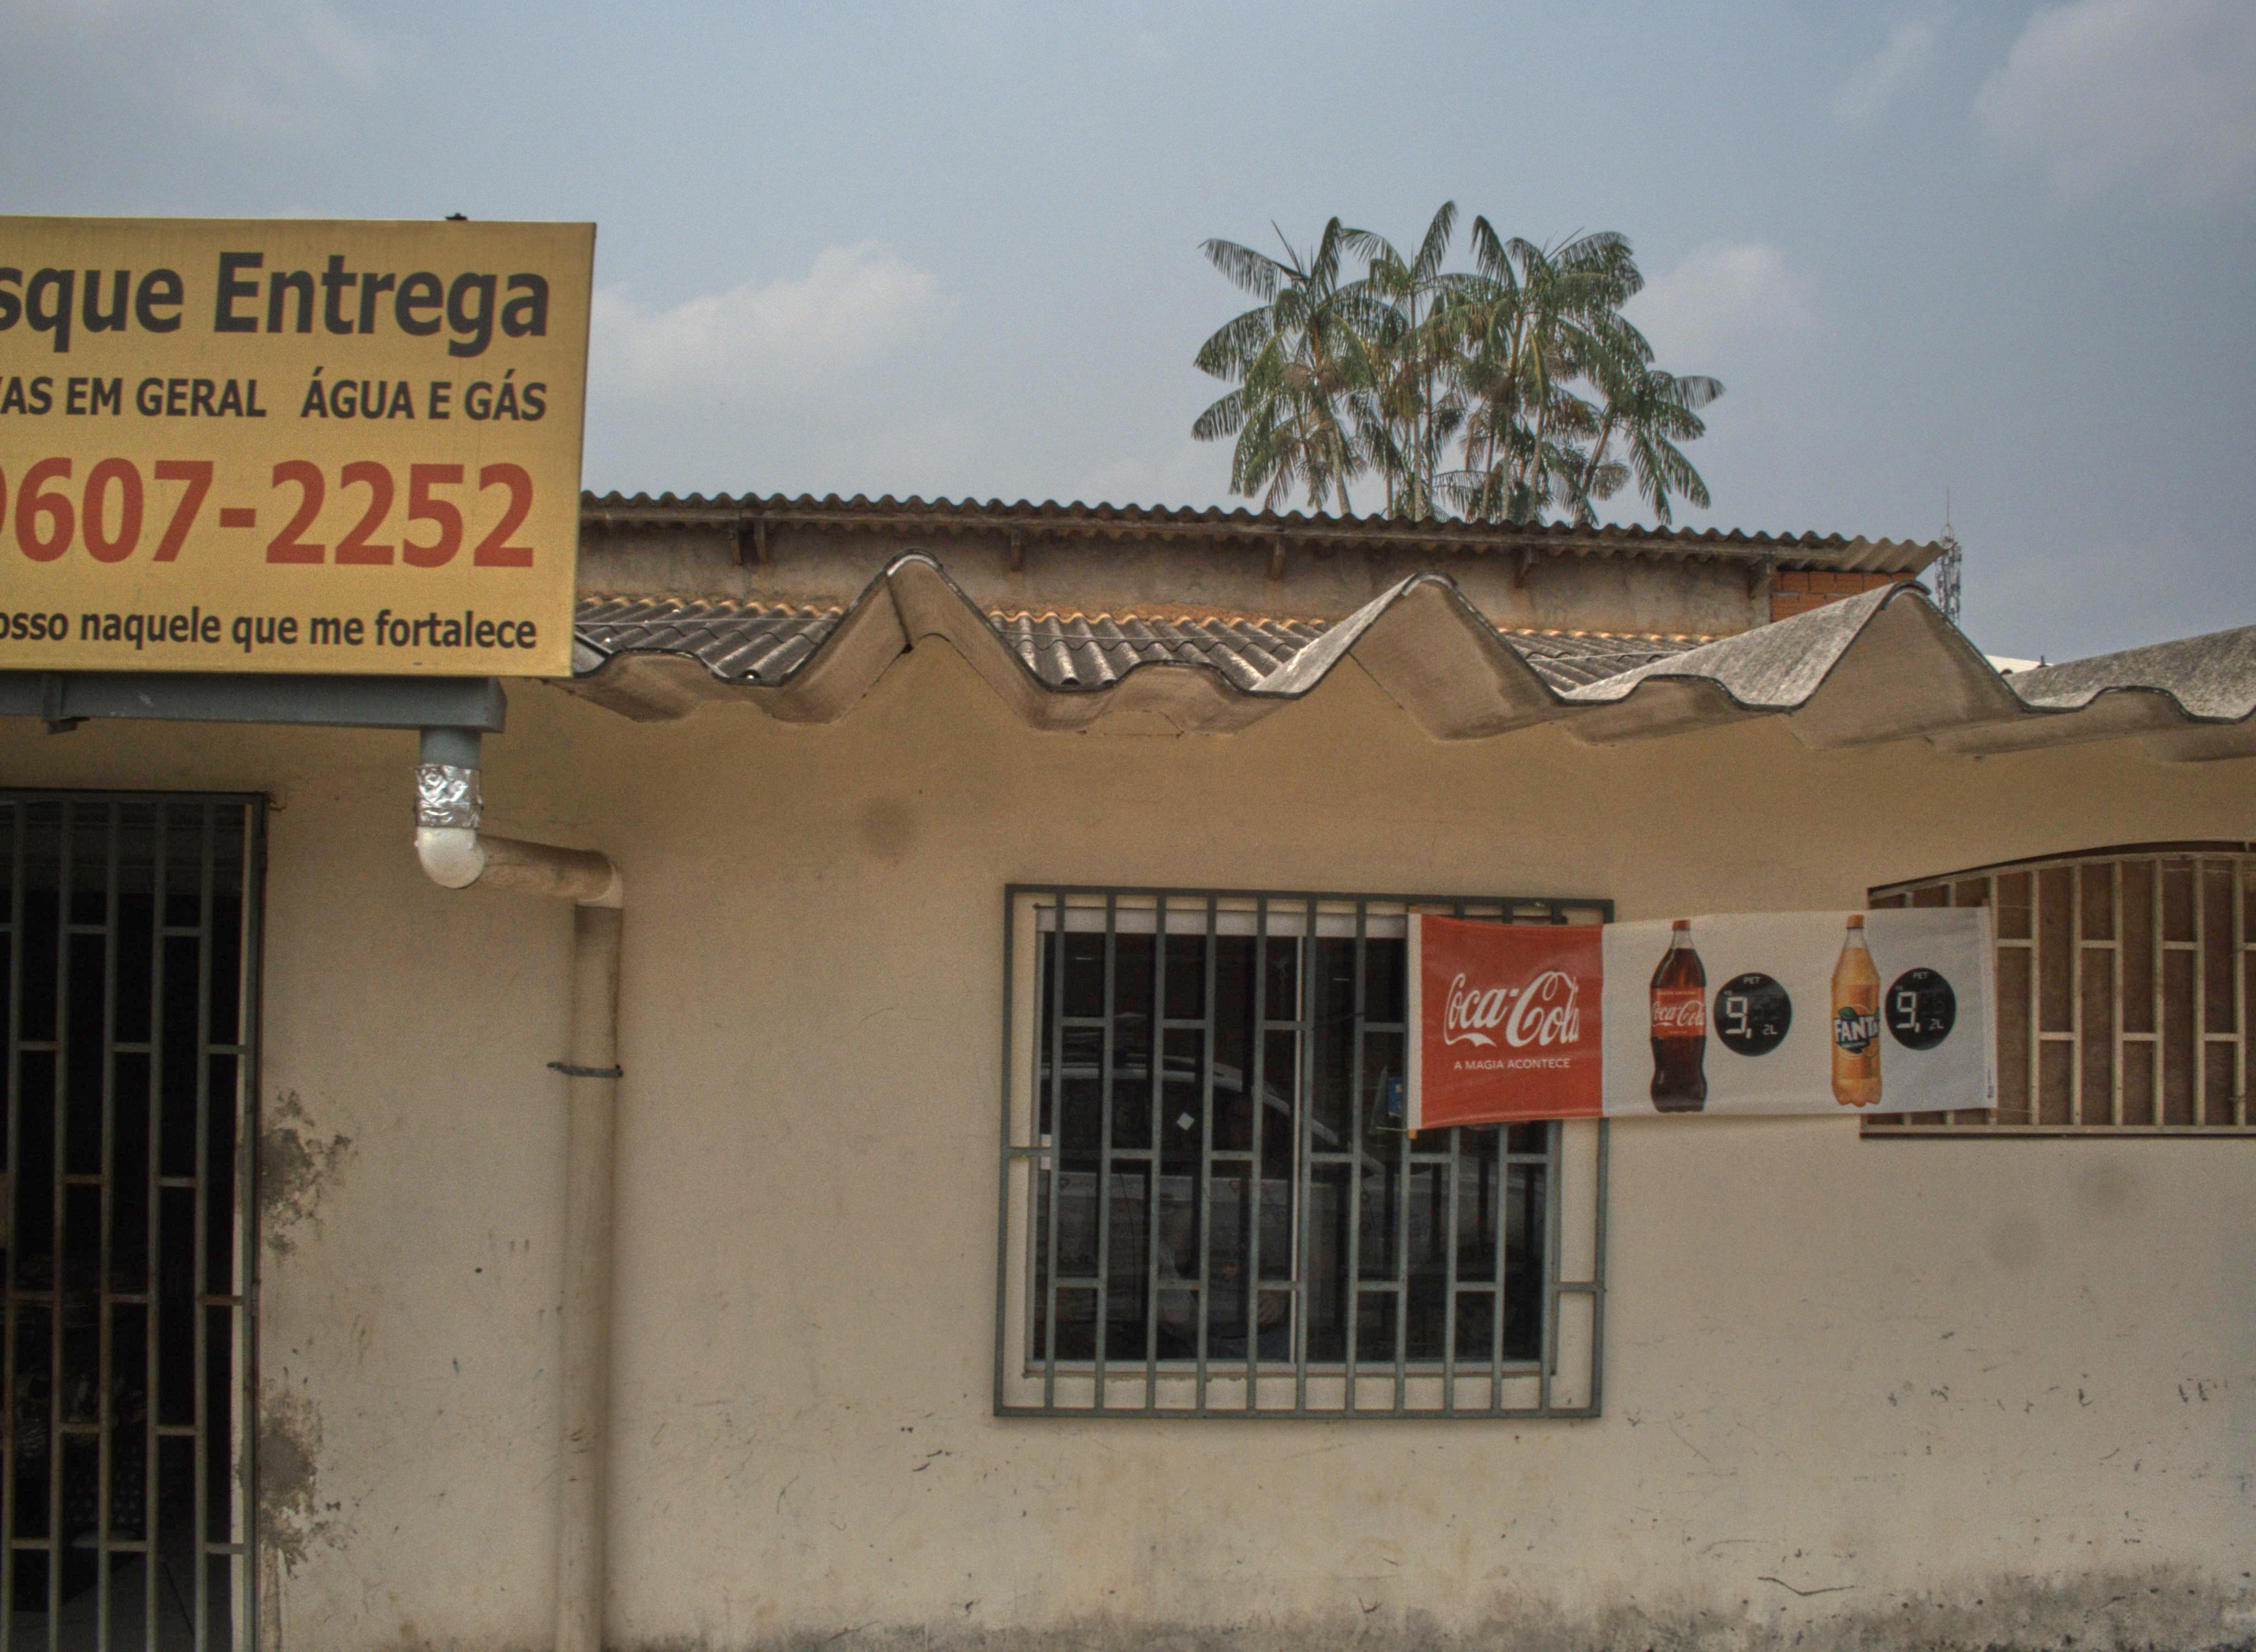 sque Entrega
VAS EM GERAL ÁGUA E GÁS
9607-2252
osso naquele que me fortalece
Coca-Cola
A MAGIA ACONTECE
Coca-Cola
PET
9,
2L
FANTA
PET
9,
2L